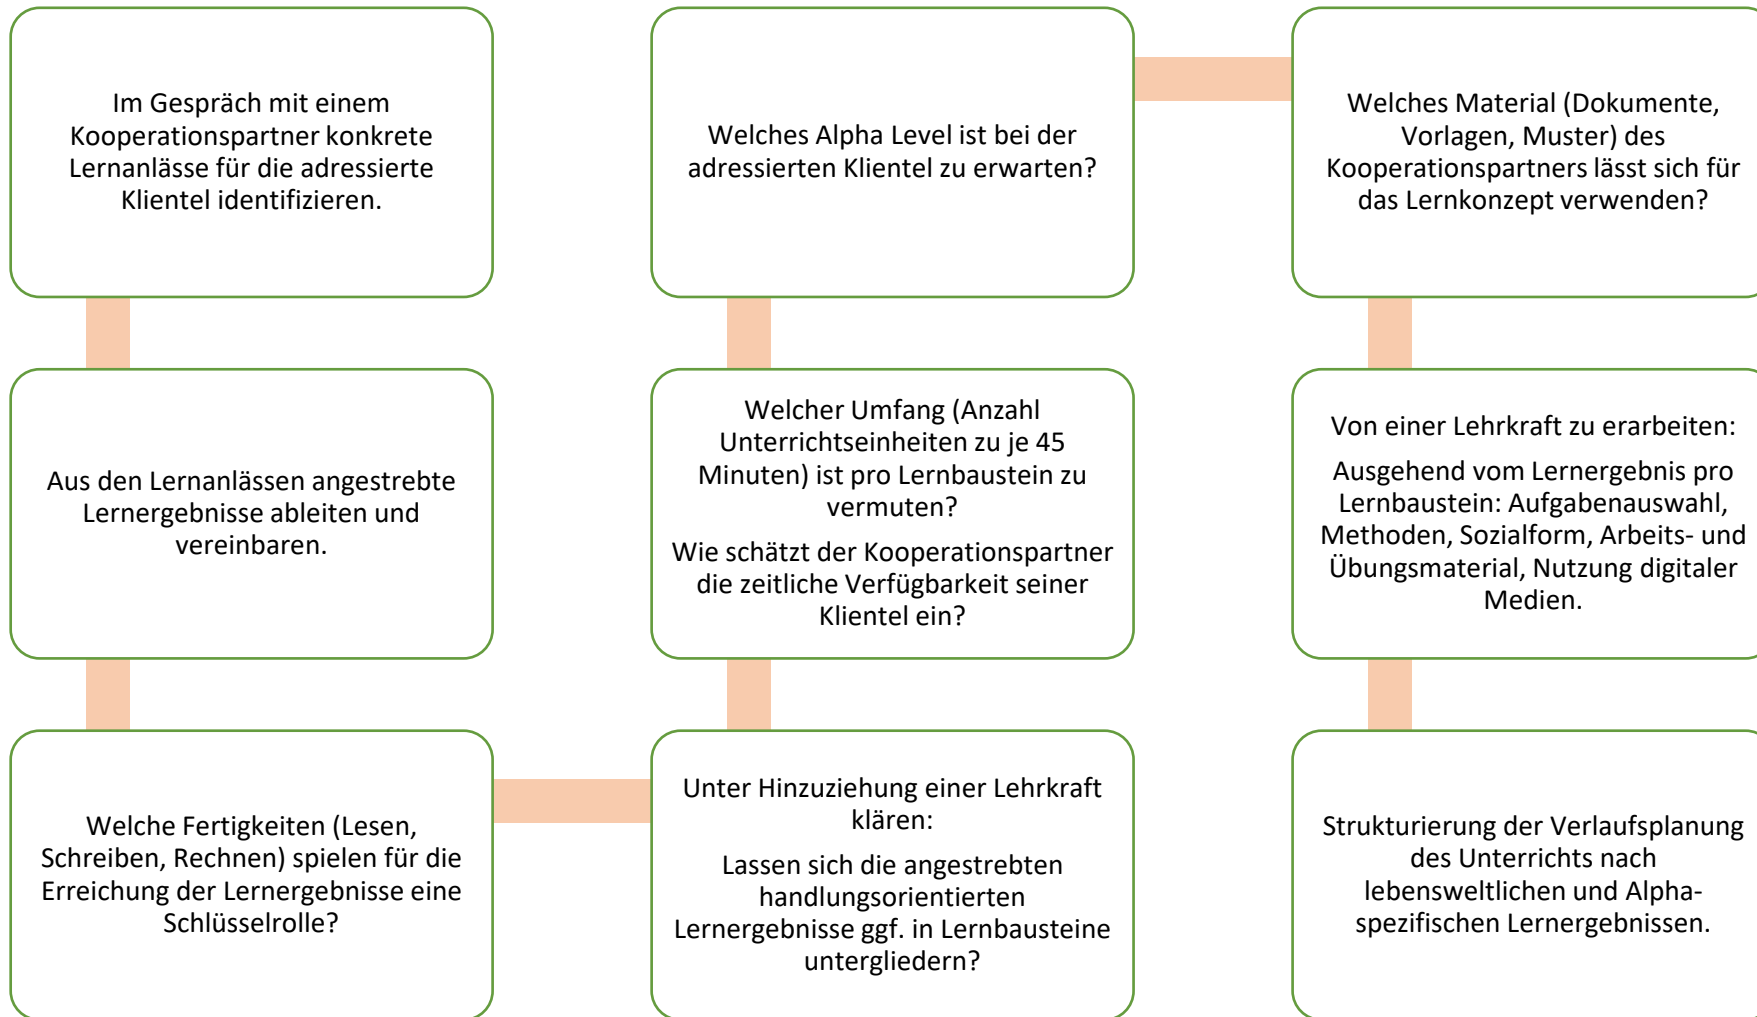 Im Gespräch mit einem
Kooperationspartner konkrete
Lernanlässe für die adressierte
Klientel identifizieren.
Aus den Lernanlässen angestrebte
Lernergebnisse ableiten und
vereinbaren.
Welche Fertigkeiten (Lesen,
Schreiben, Rechnen) spielen für die
Erreichung der Lernergebnisse eine
Schlüsselrolle?
Unter Hinzuziehung einer Lehrkraft
klären:
Lassen sich die angestrebten
handlungsorientierten
Lernergebnisse ggf. in Lernbausteine
untergliedern?
Welcher Umfang (Anzahl
Unterrichtseinheiten zu je 45
Minuten) ist pro Lernbaustein zu
vermuten?
Wie schätzt der Kooperationspartner
die zeitliche Verfügbarkeit seiner
Klientel ein?
Welches Alpha Level ist bei der
adressierten Klientel zu erwarten?
Welches Material (Dokumente,
Vorlagen, Muster) des
Kooperationspartners lässt sich für
das Lernkonzept verwenden?
Von einer Lehrkraft zu erarbeiten:
Ausgehend vom Lernergebnis pro
Lernbaustein: Aufgabenauswahl,
Methoden, Sozialform, Arbeits- und
Übungsmaterial, Nutzung digitaler
Medien.
Strukturierung der Verlaufsplanung
des Unterrichts nach
lebensweltlichen und Alpha-
spezifischen Lernergebnissen.